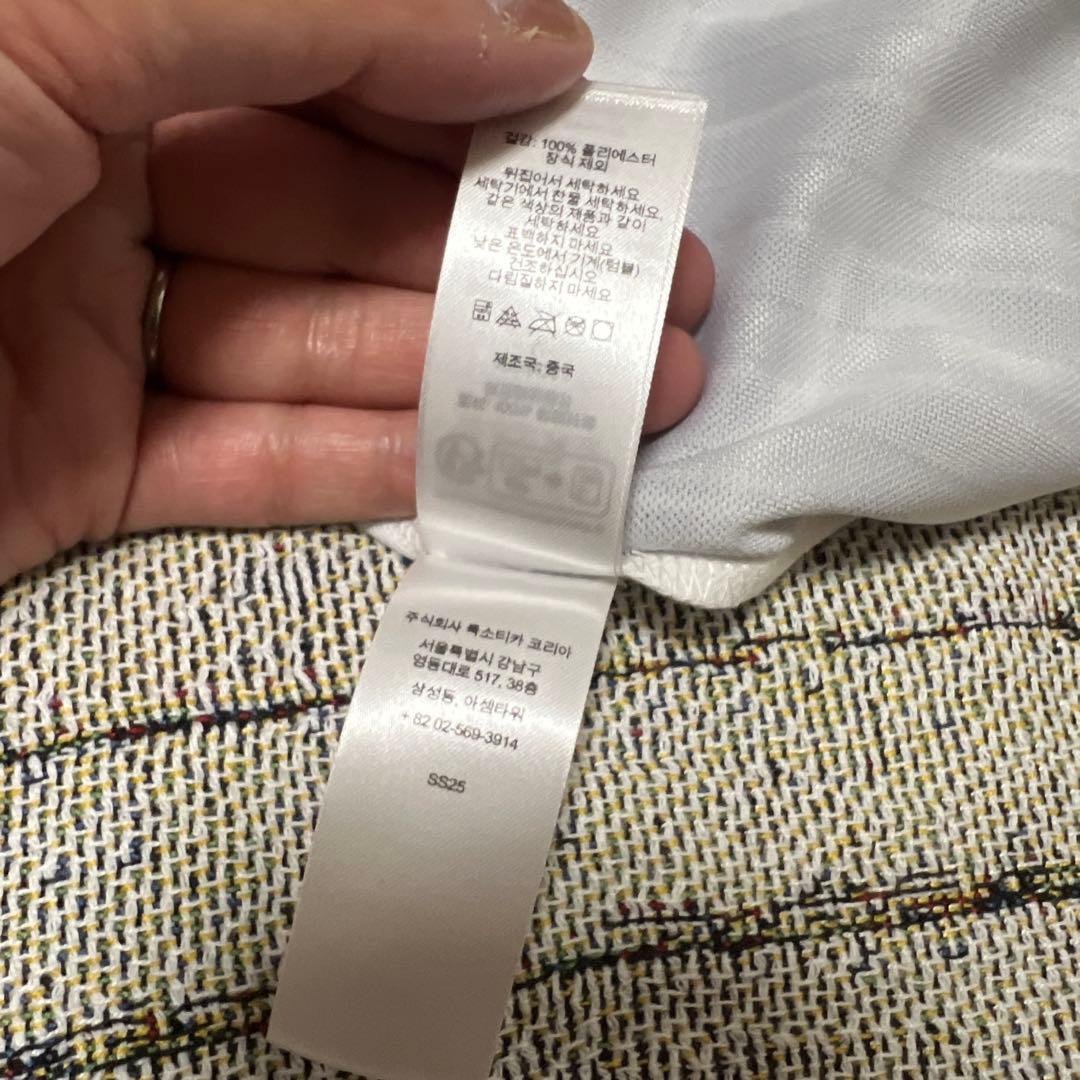 겉감: 100% 폴리에스터
장식 제외
뒤집어서 세탁하세요
세탁기에서 찬물 세탁하세요.
같은 색상의 제품과 같이
세탁하세요
표백하지 마세요
낮은 온도에서 기계(텀블)
건조하십시오
다림질하지 마세요
제조국: 중국
주식회사 룩소티카 코리아
서울특별시 강남구
영동대로 517, 38층
삼성동, 아셈타워
+ 82 02-569-3914
SS25